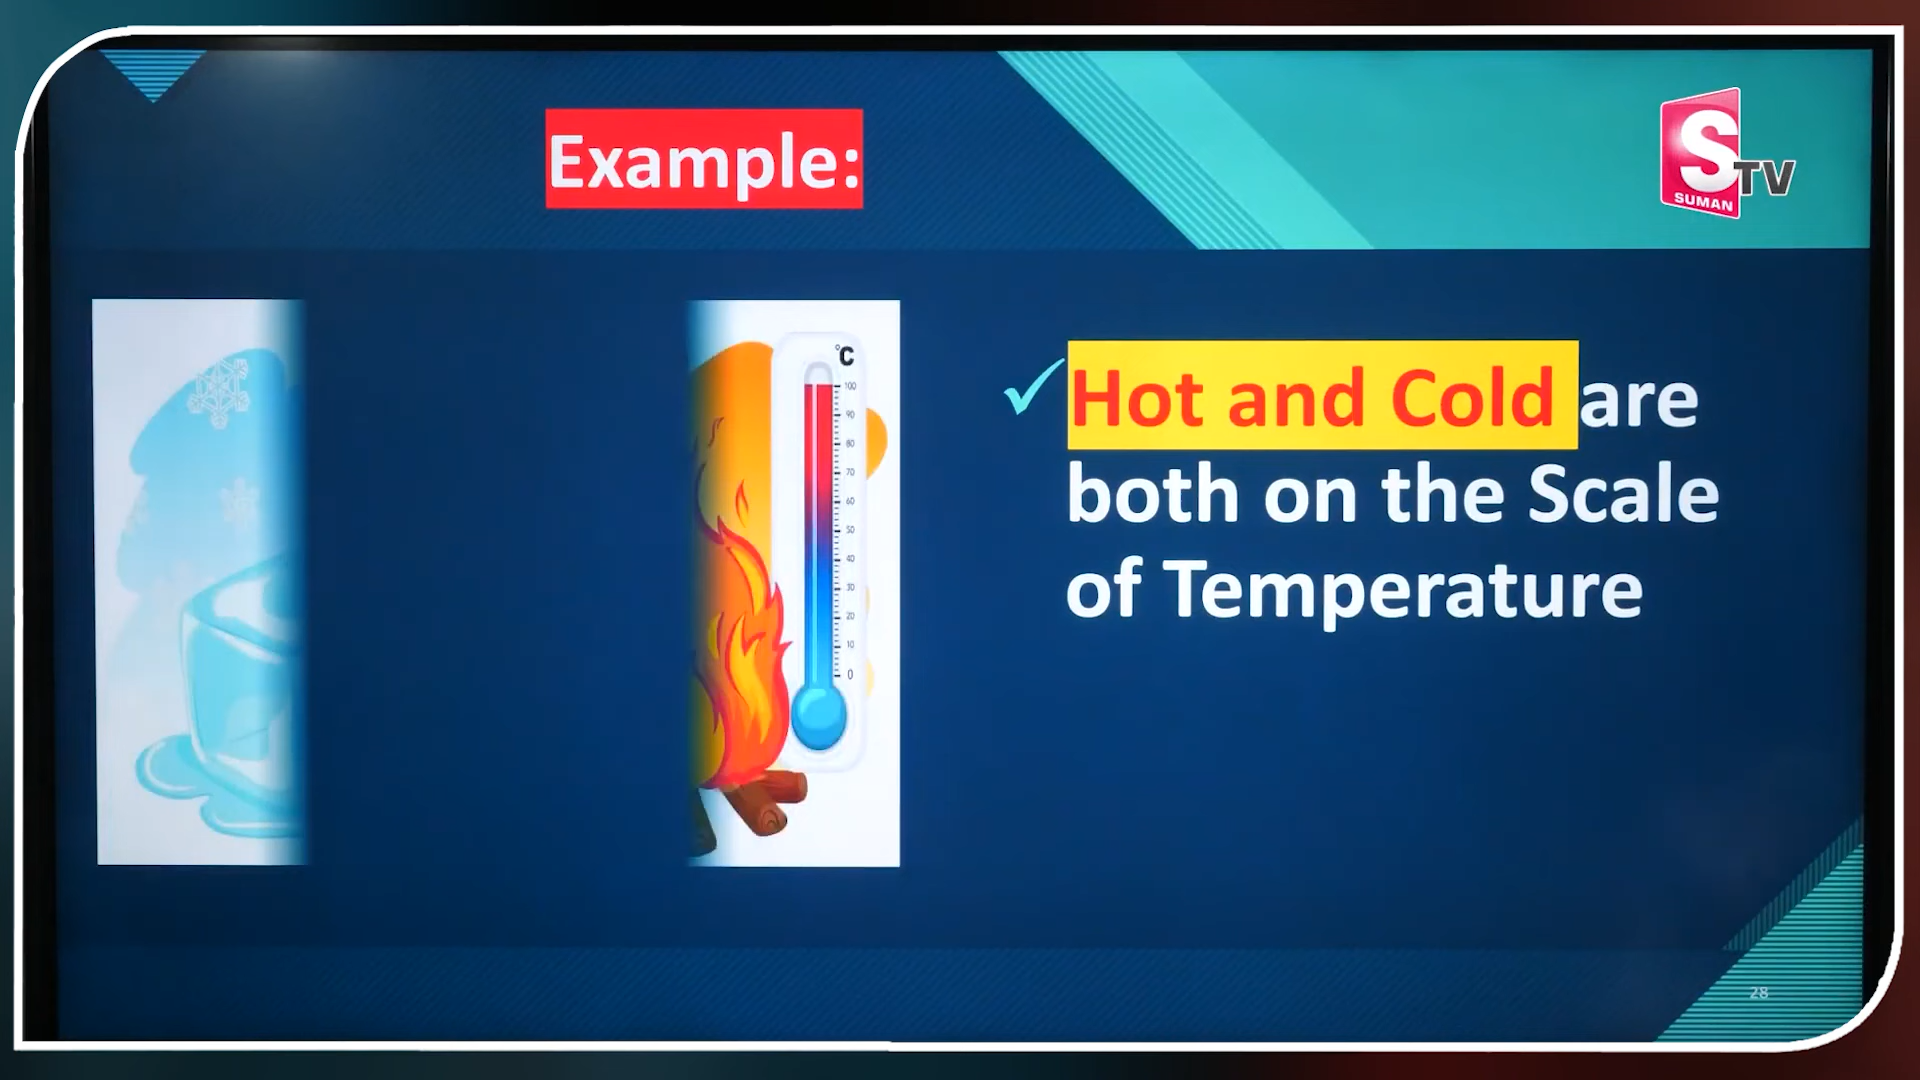 Example:
S TV
SUMAN
Hot and Cold are
both on the Scale
of Temperature
°C
100
90
80
70
60
50
40
30
20
10
0
28